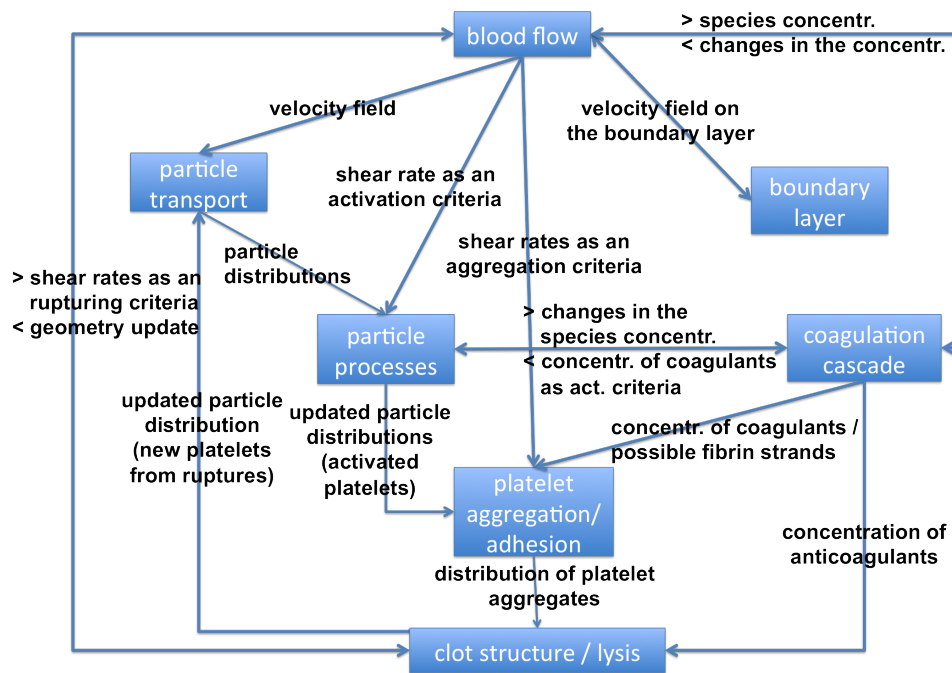 blood flow
> species concentr.
< changes in the concentr.
velocity field
velocity field on
the boundary layer
particle
transport
shear rate as an
activation criteria
boundary
layer
particle
distributions
shear rates as an
aggregation criteria
> shear rates as an
rupturing criteria
< geometry update
particle
processes
> changes in the
species concentr.
< concentr. of coagulants
as act. criteria
coagulation
cascade
updated particle
distribution
(new platelets
from ruptures)
updated particle
distributions
(activated
platelets)
concentr. of coagulants /
possible fibrin strands
platelet
aggregation/
adhesion
concentration of
anticoagulants
distribution of platelet
aggregates
clot structure / lysis